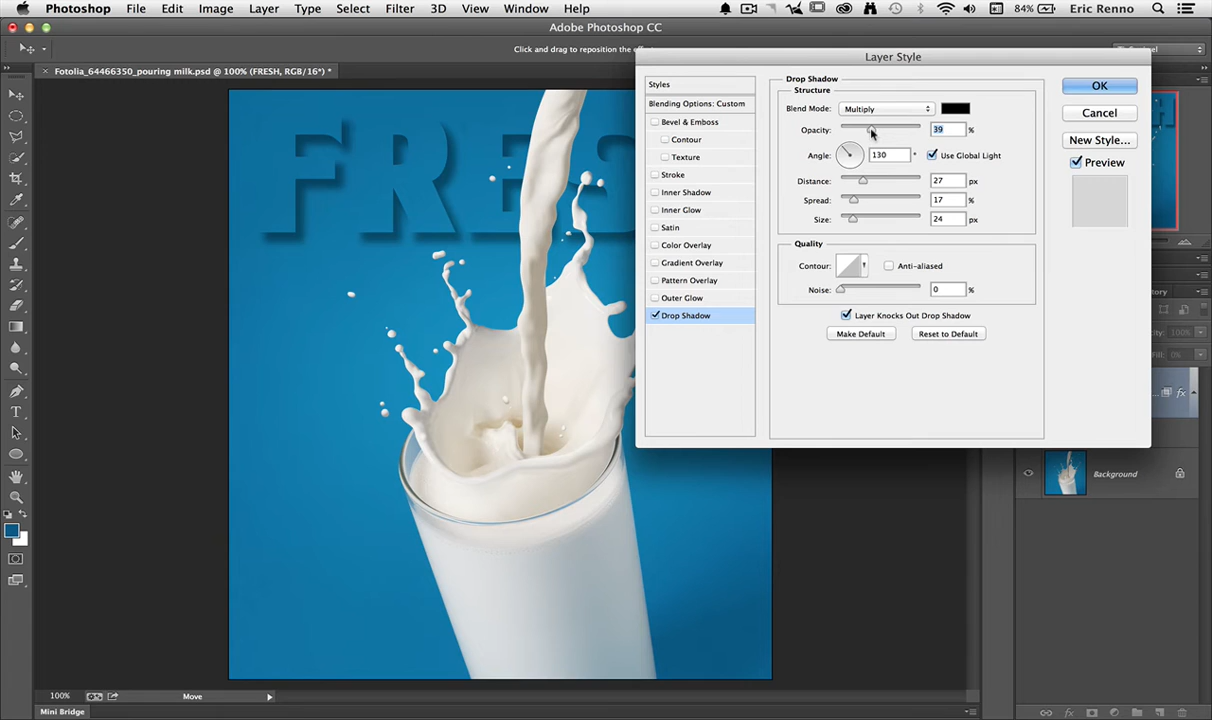 Photoshop File Edit Image Layer Type Select Filter 3D View Window Help 84% Eric Renno
Adobe Photoshop CC
Click and drag to reposition the effect
Layer Style
Fotolia_64466350_pouring milk.psd @ 100% (FRESH, RGB/16*) *
Styles
Blending Options: Custom
Bevel & Emboss
Contour
Texture
Stroke
Inner Shadow
Inner Glow
Satin
Color Overlay
Gradient Overlay
Pattern Overlay
Outer Glow
Drop Shadow
Drop Shadow
Structure
Blend Mode: Multiply
Opacity: 39 %
Angle: 130 ° Use Global Light
Distance: 27 px
Spread: 17 %
Size: 24 px
Quality
Contour: Anti-aliased
Noise: 0 %
Layer Knocks Out Drop Shadow
Make Default Reset to Default
OK
Cancel
New Style...
Preview
FRES
100%
Fill: 0%
fx
Background
100% Move
Mini Bridge